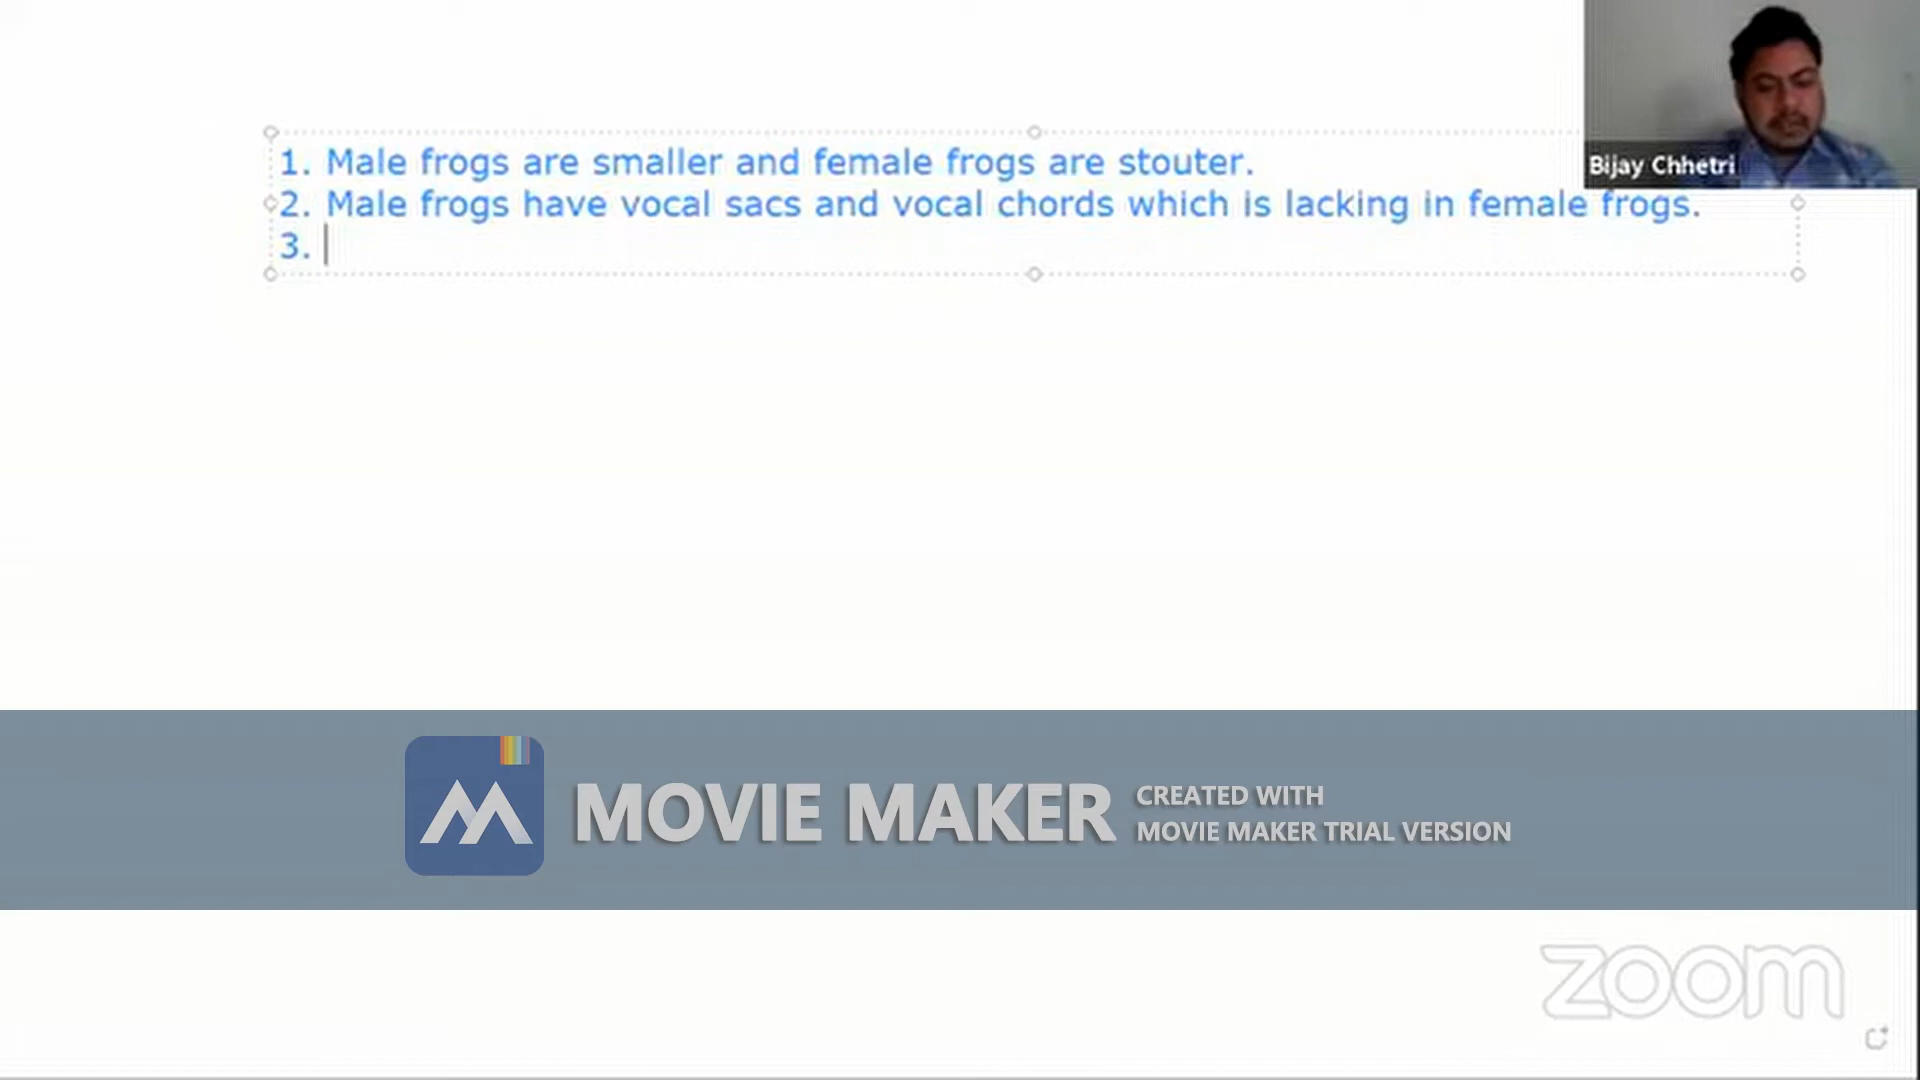 1. Male frogs are smaller and female frogs are stouter.
Bijay Chhetri
2. Male frogs have vocal sacs and vocal chords which is lacking in female frogs.
3.
MOVIE MAKER
CREATED WITH
MOVIE MAKER TRIAL VERSION
zoom